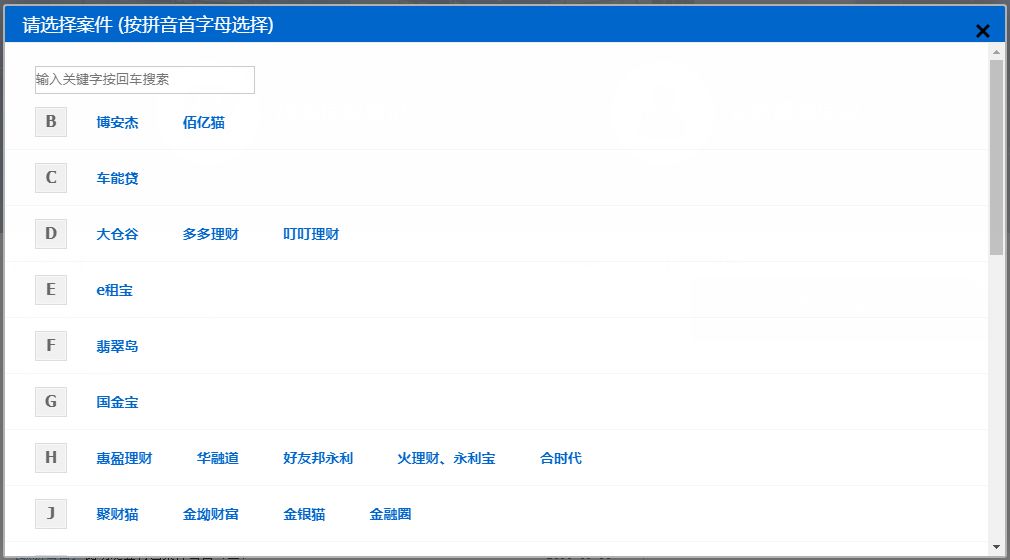 请选择案件 (按拼音首字母选择)
输入关键字按回车搜索
B 博安杰 佰亿猫
C 车能贷
D 大仓谷 多多理财 叮叮理财
E e租宝
F 翡翠岛
G 国金宝
H 惠盈理财 华融道 好友邦永利 火理财、永利宝 合时代
J 聚财猫 金坳财富 金银猫 金融圈